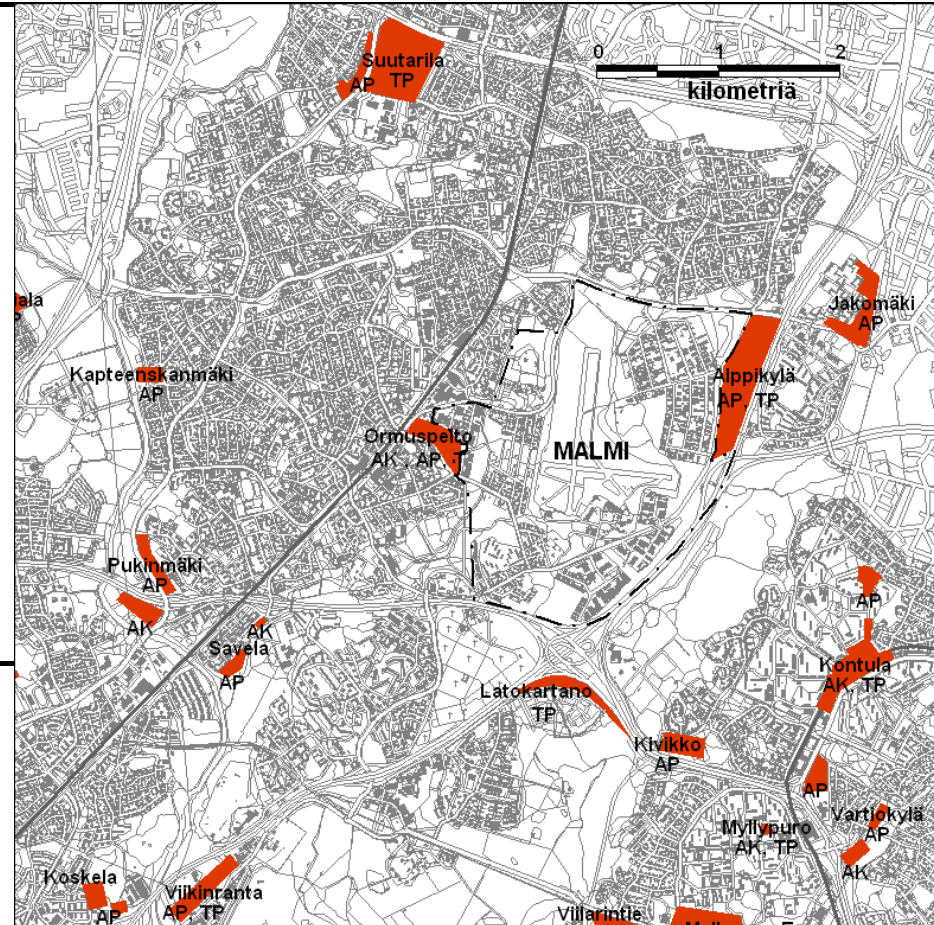 Suutarila
AP TP
0 1 2
kilometriä
Jakomäki
AP
Kapteenskanmäki
AP
Alppikylä
AP, TP
Ormuspelto
AK, AP
MALMI
Pukinmäki
AP
AK
AK
Savela
AP
AP
Kontula
AK, TP
Latokartano
TP
Kivikko
AP
AP
Vartiokylä
AP
AK
Myllypuro
AK, TP
Koskela
AP
Viikinranta
AP TP
Viilarintie